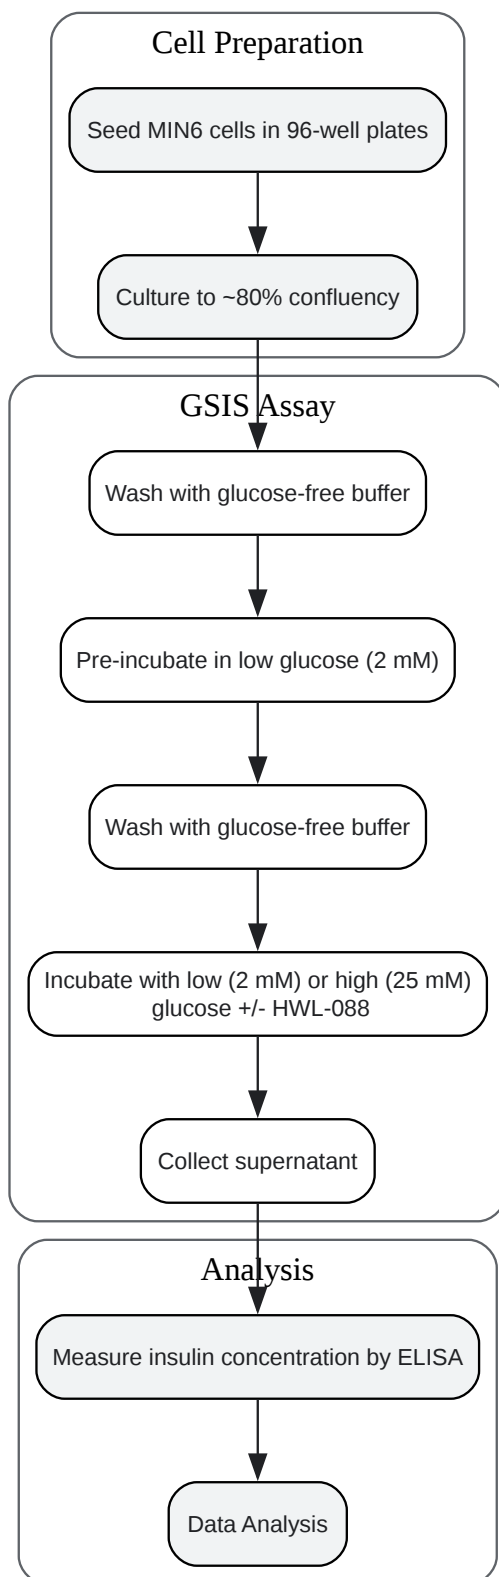 Cell Preparation
Seed MIN6 cells in 96-well plates
Culture to ~80% confluency
GSIS Assay
Wash with glucose-free buffer
Pre-incubate in low glucose (2 mM)
Wash with glucose-free buffer
Incubate with low (2 mM) or high (25 mM)
glucose +/- HWL-088
Collect supernatant
Analysis
Measure insulin concentration by ELISA
Data Analysis